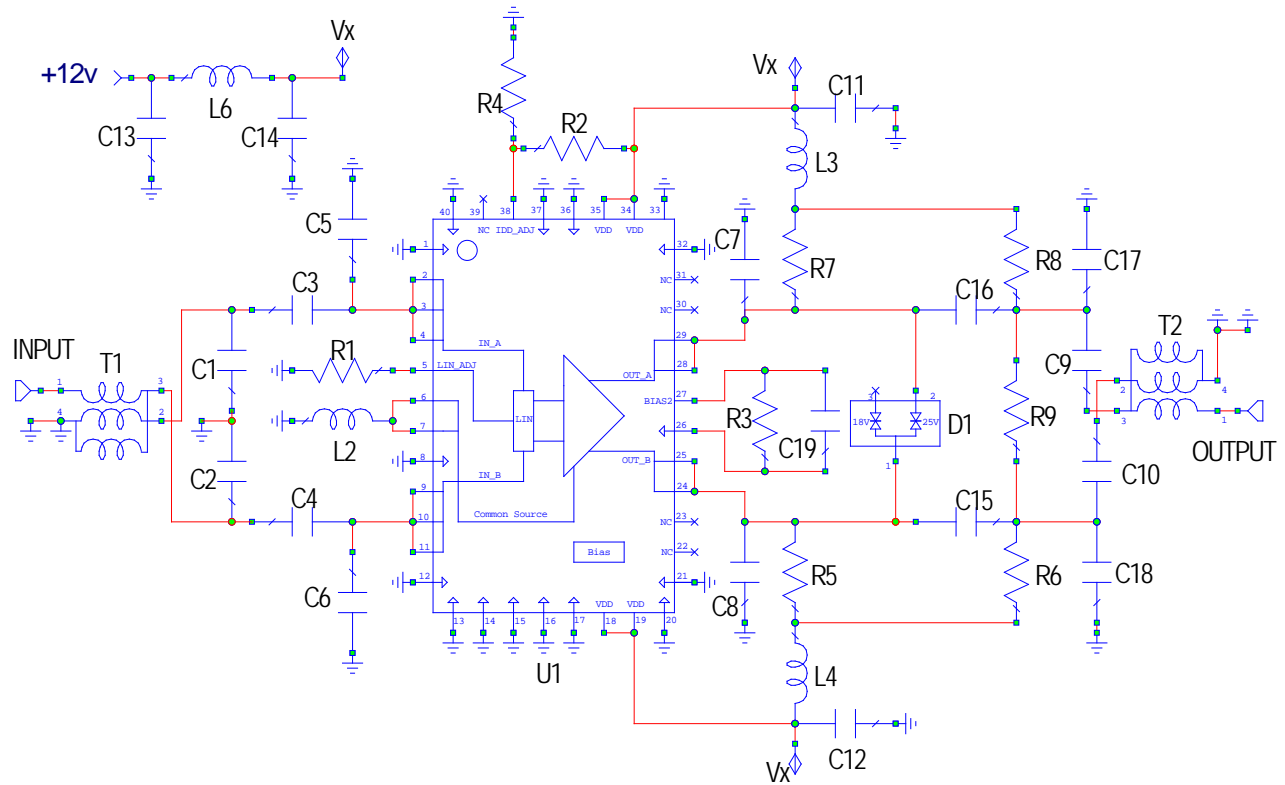 Vx
+12v
L6
C13
C14
R4
R2
Vx
C11
L3
40
39
38
37
36
35
34
33
NC
IDD_ADJ
VDD
VDD
C5
C7
R7
R8
C17
1
32
2
NC
31
C3
3
NC
30
C16
4
29
T2
INPUT
T1
C1
IN_A
28
C9
R1
5
LIN_ADJ
OUT_A
1
3
6
BIAS2
27
3
2
2
4
4
2
LIN
18V
25V
D1
R9
3
1
L2
7
26
R3
C19
OUTPUT
8
OUT_B
25
1
C2
C4
9
IN_B
24
C15
C10
10
Common Source
NC
23
11
NC
22
Bias
R5
R6
C18
C6
12
21
C8
VDD
VDD
13
14
15
16
17
18
19
20
U1
L4
C12
Vx